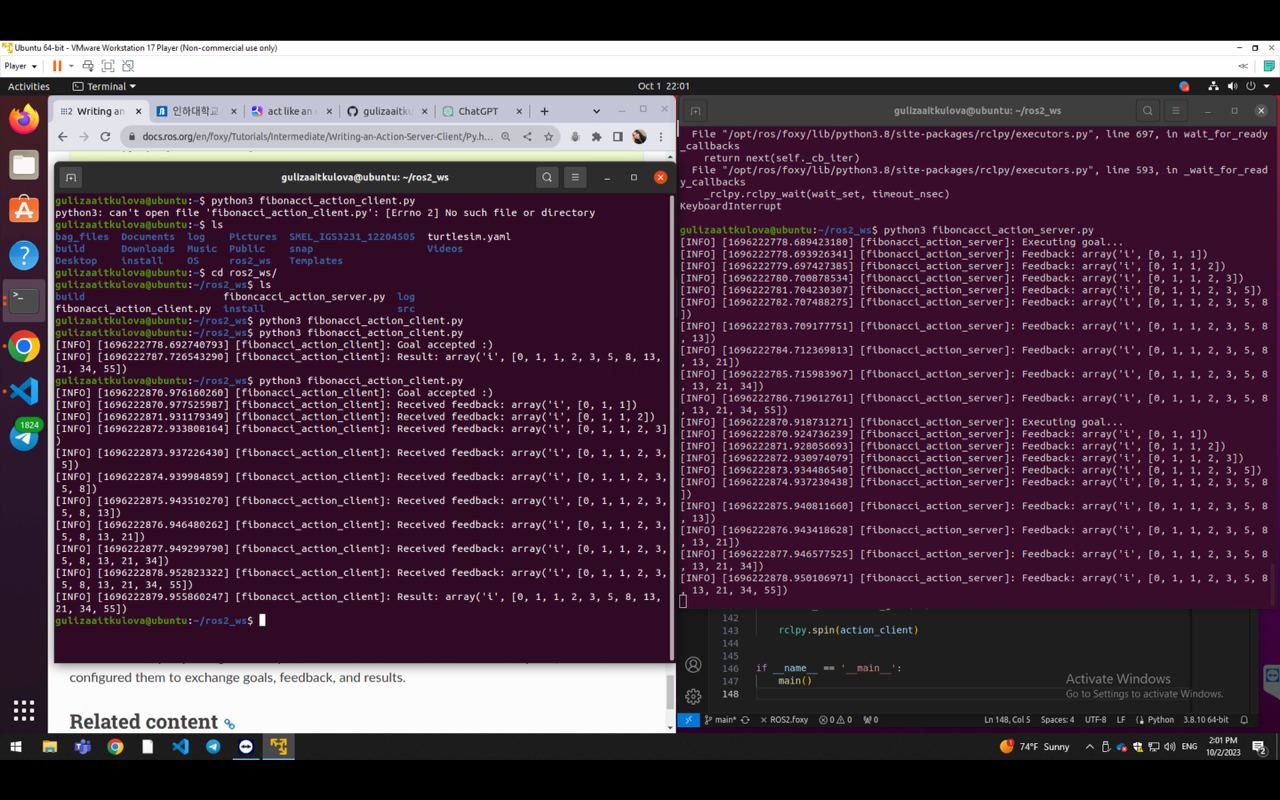 Ubuntu 64-bit - VMware Workstation 17 Player (Non-commercial use only)
Player
Activities
Terminal
Oct 1 22:01
Writing an
인하대학교
act like an
gulizaaitku
ChatGPT
docs.ros.org/en/foxy/Tutorials/Intermediate/Writing-an-Action-Server-Client/Py.h...
gulizaaitkulova@ubuntu: ~/ros2_ws
gulizaaitkulova@ubuntu:~$ python3 fibonacci_action_client.py
python3: can't open file 'fibonacci_action_client.py': [Errno 2] No such file or directory
gulizaaitkulova@ubuntu:~$ ls
bag_files Documents log Pictures SMEL_IGS3231_12204505 turtlesim.yaml
build Downloads Music Public snap Videos
Desktop install OS ros2_ws Templates
gulizaaitkulova@ubuntu:~$ cd ros2_ws/
gulizaaitkulova@ubuntu:~/ros2_ws$ ls
build fiboncacci_action_server.py log
fibonacci_action_client.py install src
gulizaaitkulova@ubuntu:~/ros2_ws$ python3 fibonacci_action_client.py
gulizaaitkulova@ubuntu:~/ros2_ws$ python3 fibonacci_action_client.py
[INFO] [1696222778.692740793] [fibonacci_action_client]: Goal accepted :)
[INFO] [1696222787.726543290] [fibonacci_action_client]: Result: array('i', [0, 1, 1, 2, 3, 5, 8, 13,
21, 34, 55])
gulizaaitkulova@ubuntu:~/ros2_ws$ python3 fibonacci_action_client.py
[INFO] [1696222870.976160260] [fibonacci_action_client]: Goal accepted :)
[INFO] [1696222870.977525987] [fibonacci_action_client]: Received feedback: array('i', [0, 1, 1])
[INFO] [1696222871.931179349] [fibonacci_action_client]: Received feedback: array('i', [0, 1, 1, 2])
[INFO] [1696222872.933808164] [fibonacci_action_client]: Received feedback: array('i', [0, 1, 1, 2, 3]
)
[INFO] [1696222873.937226430] [fibonacci_action_client]: Received feedback: array('i', [0, 1, 1, 2, 3,
5])
[INFO] [1696222874.939984859] [fibonacci_action_client]: Received feedback: array('i', [0, 1, 1, 2, 3,
5, 8])
[INFO] [1696222875.943510270] [fibonacci_action_client]: Received feedback: array('i', [0, 1, 1, 2, 3,
5, 8, 13])
[INFO] [1696222876.946480262] [fibonacci_action_client]: Received feedback: array('i', [0, 1, 1, 2, 3,
5, 8, 13, 21])
[INFO] [1696222877.949299790] [fibonacci_action_client]: Received feedback: array('i', [0, 1, 1, 2, 3,
5, 8, 13, 21, 34])
[INFO] [1696222878.952823322] [fibonacci_action_client]: Received feedback: array('i', [0, 1, 1, 2, 3,
5, 8, 13, 21, 34, 55])
[INFO] [1696222879.955860247] [fibonacci_action_client]: Result: array('i', [0, 1, 1, 2, 3, 5, 8, 13,
21, 34, 55])
gulizaaitkulova@ubuntu:~/ros2_ws$
configured them to exchange goals, feedback, and results.
Related content
gulizaaitkulova@ubuntu: ~/ros2_ws
File "/opt/ros/foxy/lib/python3.8/site-packages/rclpy/executors.py", line 697, in wait_for_ready
_callbacks
return next(self._cb_iter)
File "/opt/ros/foxy/lib/python3.8/site-packages/rclpy/executors.py", line 593, in _wait_for_read
y_callbacks
_rclpy.rclpy_wait(wait_set, timeout_nsec)
KeyboardInterrupt
gulizaaitkulova@ubuntu:~/ros2_ws$ python3 fiboncacci_action_server.py
[INFO] [1696222778.689423180] [fibonacci_action_server]: Executing goal...
[INFO] [1696222778.693926341] [fibonacci_action_server]: Feedback: array('i', [0, 1, 1])
[INFO] [1696222779.697427385] [fibonacci_action_server]: Feedback: array('i', [0, 1, 1, 2])
[INFO] [1696222780.700878534] [fibonacci_action_server]: Feedback: array('i', [0, 1, 1, 2, 3])
[INFO] [1696222781.704230307] [fibonacci_action_server]: Feedback: array('i', [0, 1, 1, 2, 3, 5])
[INFO] [1696222782.707488275] [fibonacci_action_server]: Feedback: array('i', [0, 1, 1, 2, 3, 5, 8
])
[INFO] [1696222783.709177751] [fibonacci_action_server]: Feedback: array('i', [0, 1, 1, 2, 3, 5, 8
, 13])
[INFO] [1696222784.712369813] [fibonacci_action_server]: Feedback: array('i', [0, 1, 1, 2, 3, 5, 8
, 13, 21])
[INFO] [1696222785.715983967] [fibonacci_action_server]: Feedback: array('i', [0, 1, 1, 2, 3, 5, 8
, 13, 21, 34])
[INFO] [1696222786.719612761] [fibonacci_action_server]: Feedback: array('i', [0, 1, 1, 2, 3, 5, 8
, 13, 21, 34, 55])
[INFO] [1696222870.918731271] [fibonacci_action_server]: Executing goal...
[INFO] [1696222870.924736239] [fibonacci_action_server]: Feedback: array('i', [0, 1, 1])
[INFO] [1696222871.928056693] [fibonacci_action_server]: Feedback: array('i', [0, 1, 1, 2])
[INFO] [1696222872.930974079] [fibonacci_action_server]: Feedback: array('i', [0, 1, 1, 2, 3])
[INFO] [1696222873.934486540] [fibonacci_action_server]: Feedback: array('i', [0, 1, 1, 2, 3, 5])
[INFO] [1696222874.937230438] [fibonacci_action_server]: Feedback: array('i', [0, 1, 1, 2, 3, 5, 8
])
[INFO] [1696222875.940811660] [fibonacci_action_server]: Feedback: array('i', [0, 1, 1, 2, 3, 5, 8
, 13])
[INFO] [1696222876.943418628] [fibonacci_action_server]: Feedback: array('i', [0, 1, 1, 2, 3, 5, 8
, 13, 21])
[INFO] [1696222877.946577525] [fibonacci_action_server]: Feedback: array('i', [0, 1, 1, 2, 3, 5, 8
, 13, 21, 34])
[INFO] [1696222878.950106971] [fibonacci_action_server]: Feedback: array('i', [0, 1, 1, 2, 3, 5, 8
, 13, 21, 34, 55])
142
143 rclpy.spin(action_client)
144
145
146 if __name__ == '__main__':
147 main()
148
Activate Windows
Go to Settings to activate Windows.
main* ROS2.foxy 0 0 0 Ln 148, Col 5 Spaces: 4 UTF-8 LF Python 3.8.10 64-bit
1824
74°F Sunny
ENG
2:01 PM
10/2/2023
2